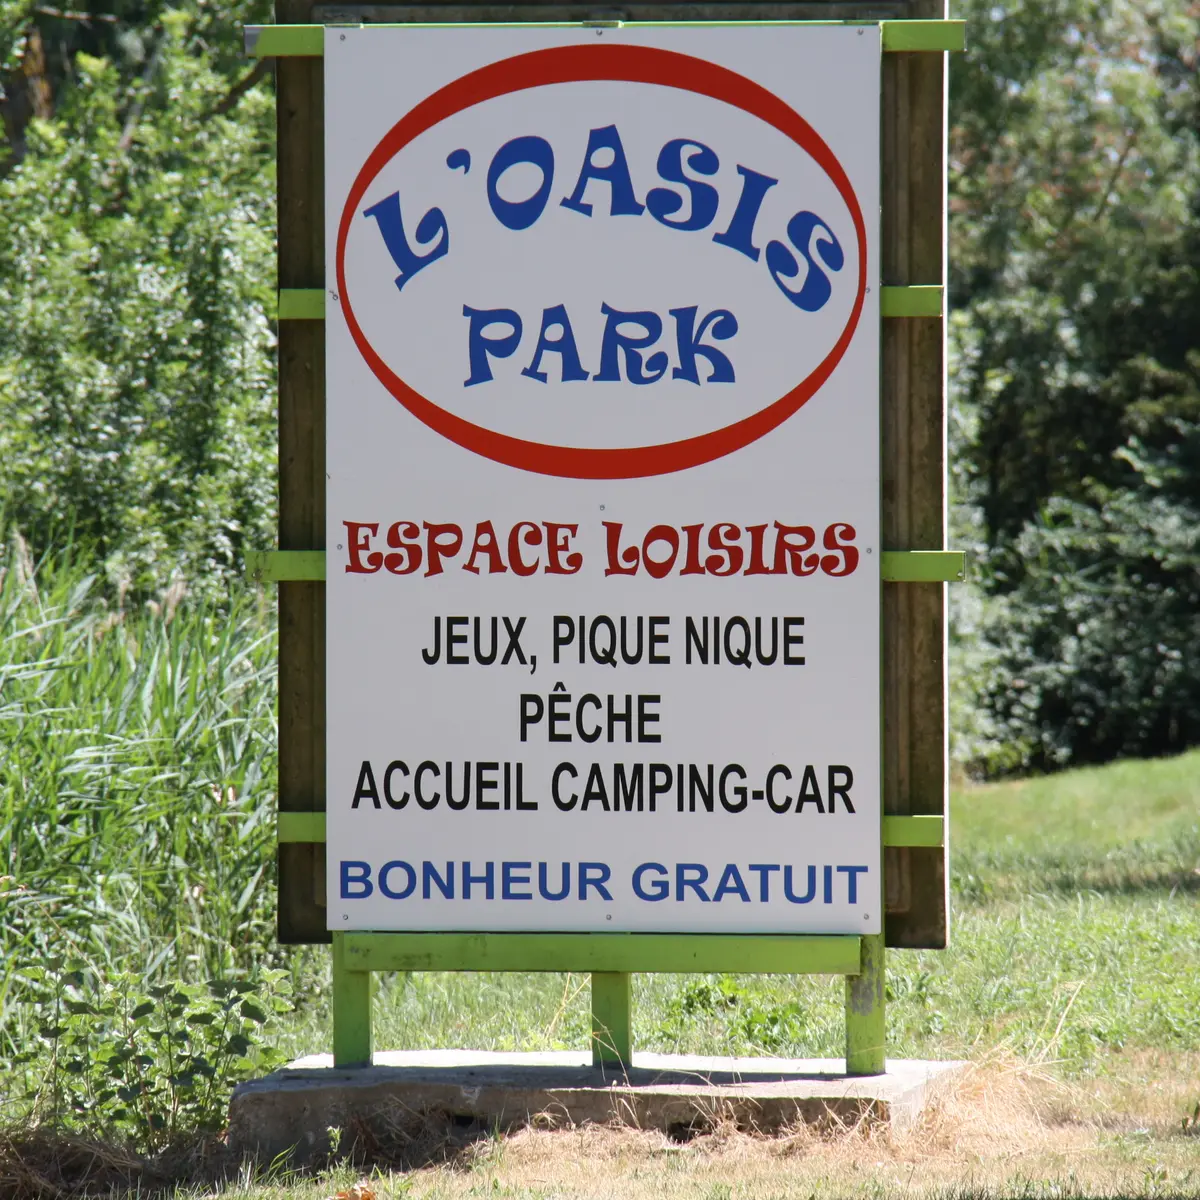 L'OASIS
PARK
ESPACE LOISIRS
JEUX, PIQUE NIQUE
PÊCHE
ACCUEIL CAMPING-CAR
BONHEUR GRATUIT